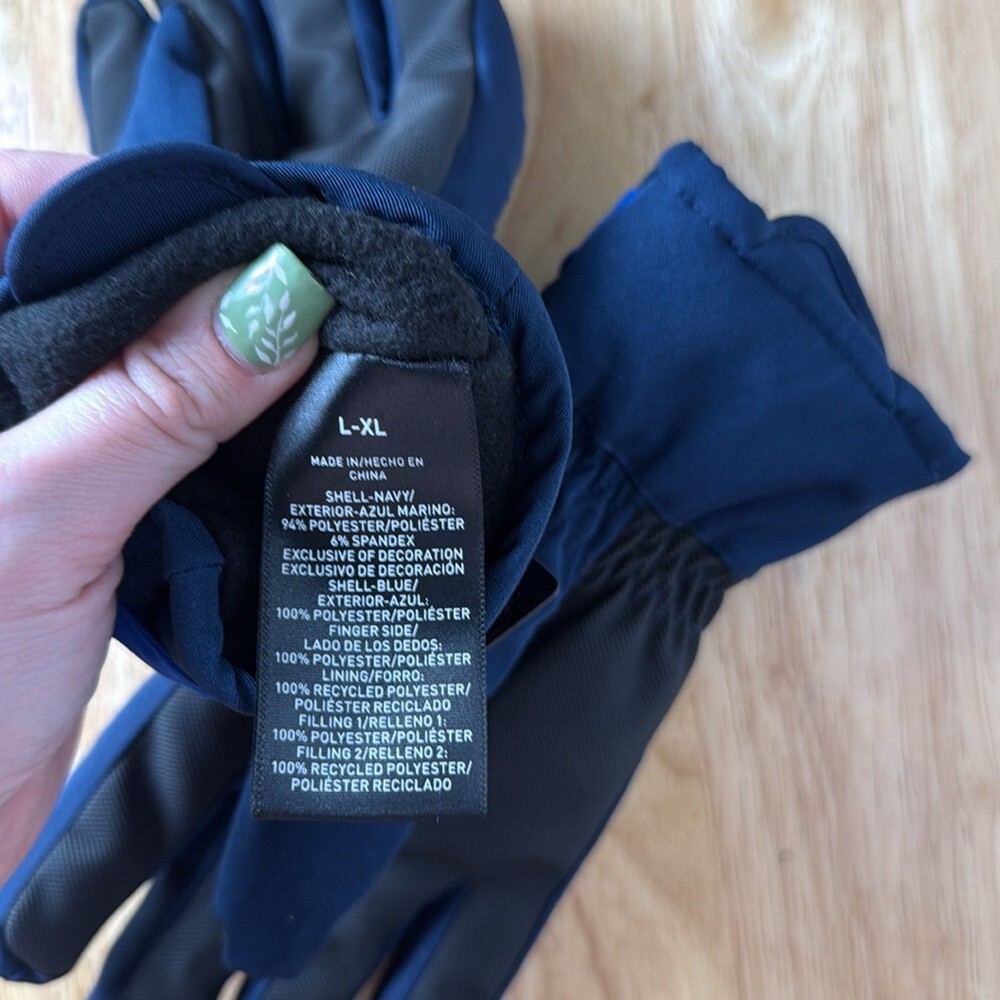 L-XL
MADE IN/HECHO EN
CHINA
SHELL-NAVY/
EXTERIOR-AZUL MARINO:
94% POLYESTER/POLIÉSTER
6% SPANDEX
EXCLUSIVE OF DECORATION
EXCLUSIVO DE DECORACIÓN
SHELL-BLUE/
EXTERIOR-AZUL:
100% POLYESTER/POLIÉSTER
FINGER SIDE/
LADO DE LOS DEDOS:
100% POLYESTER/POLIÉSTER
LINING/FORRO:
100% RECYCLED POLYESTER/
POLIÉSTER RECICLADO
FILLING 1/RELLENO 1:
100% POLYESTER/POLIÉSTER
FILLING 2/RELLENO 2:
100% RECYCLED POLYESTER/
POLIÉSTER RECICLADO